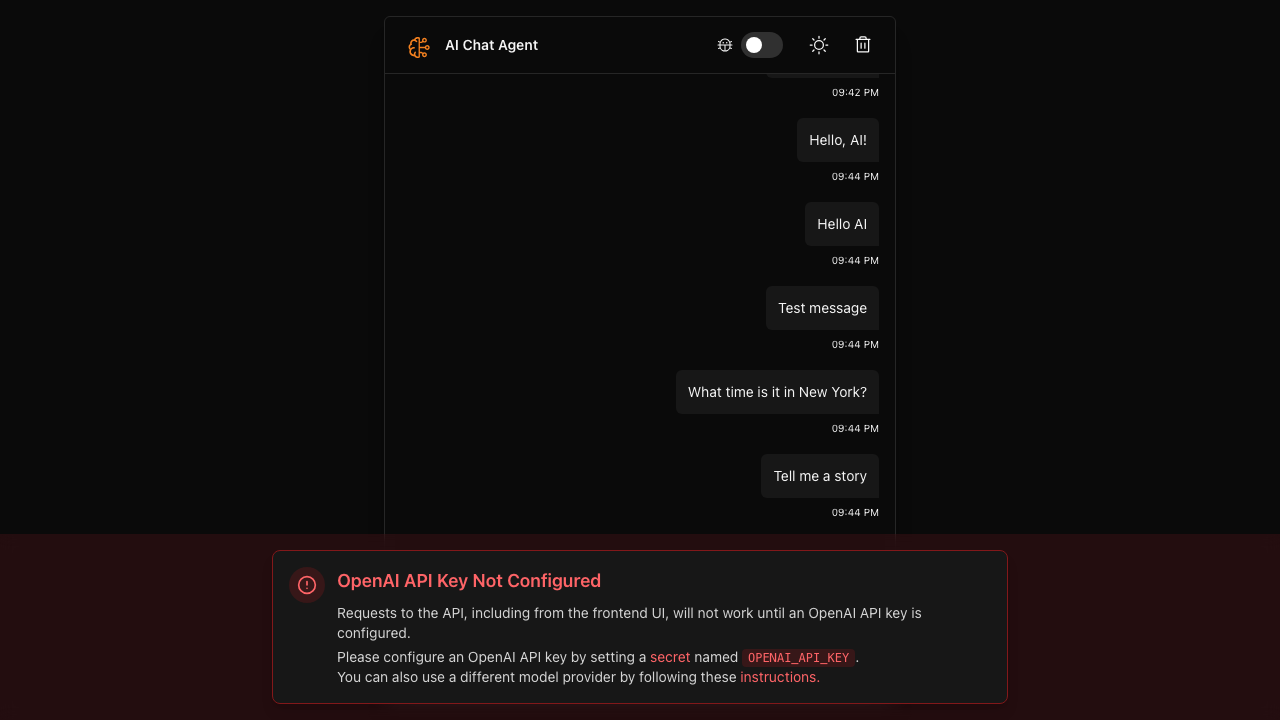 AI Chat Agent
09:42 PM
Hello, AI!
09:44 PM
Hello AI
09:44 PM
Test message
09:44 PM
What time is it in New York?
09:44 PM
Tell me a story
09:44 PM
OpenAI API Key Not Configured
Requests to the API, including from the frontend UI, will not work until an OpenAI API key is
configured.
Please configure an OpenAI API key by setting a secret named OPENAI_API_KEY.
You can also use a different model provider by following these instructions.